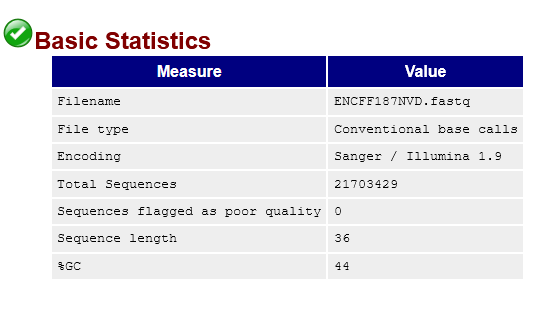 Basic Statistics
Measure Value
Filename ENCFF187NVD.fastq
File type Conventional base calls
Encoding Sanger / Illumina 1.9
Total Sequences 21703429
Sequences flagged as poor quality 0
Sequence length 36
%GC 44